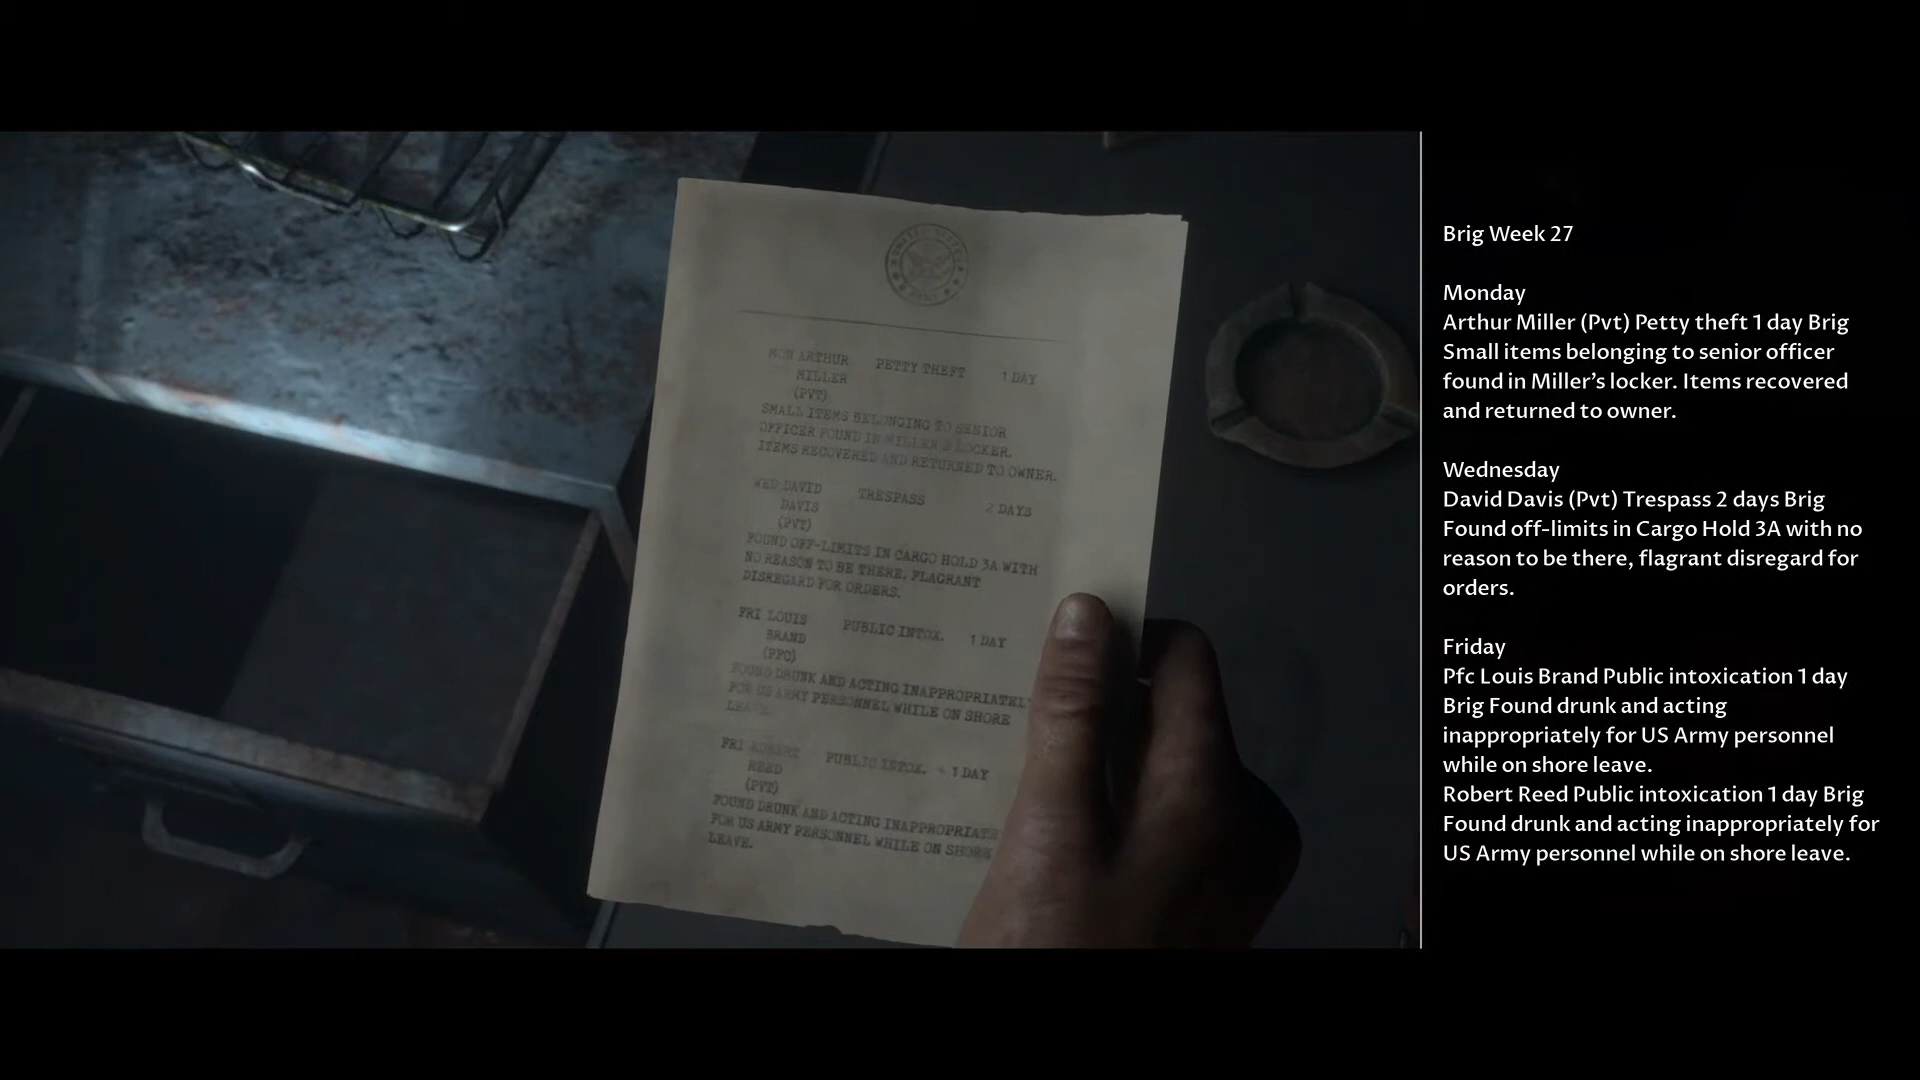 MON ARTHUR PETTY THEFT 1 DAY
MILLER
(PVT)
SMALL ITEMS BELONGING TO SENIOR
OFFICER FOUND IN MILLER'S LOCKER.
ITEMS RECOVERED AND RETURNED TO OWNER.
WED DAVID TRESPASS 2 DAYS
DAVIS
(PVT)
FOUND OFF-LIMITS IN CARGO HOLD 3A WITH
NO REASON TO BE THERE, FLAGRANT
DISREGARD FOR ORDERS.
FRI LOUIS PUBLIC INTOX. 1 DAY
BRAND
(PFC)
FOUND DRUNK AND ACTING INAPPROPRIATELY
FOR US ARMY PERSONNEL WHILE ON SHORE
LEAVE.
FRI ROBERT PUBLIC INTOX. 1 DAY
REED
(PVT)
FOUND DRUNK AND ACTING INAPPROPRIATE
FOR US ARMY PERSONNEL WHILE ON SHORE
LEAVE.
Brig Week 27
Monday
Arthur Miller (Pvt) Petty theft 1 day Brig
Small items belonging to senior officer
found in Miller's locker. Items recovered
and returned to owner.
Wednesday
David Davis (Pvt) Trespass 2 days Brig
Found off-limits in Cargo Hold 3A with no
reason to be there, flagrant disregard for
orders.
Friday
Pfc Louis Brand Public intoxication 1 day
Brig Found drunk and acting
inappropriately for US Army personnel
while on shore leave.
Robert Reed Public intoxication 1 day Brig
Found drunk and acting inappropriately for
US Army personnel while on shore leave.